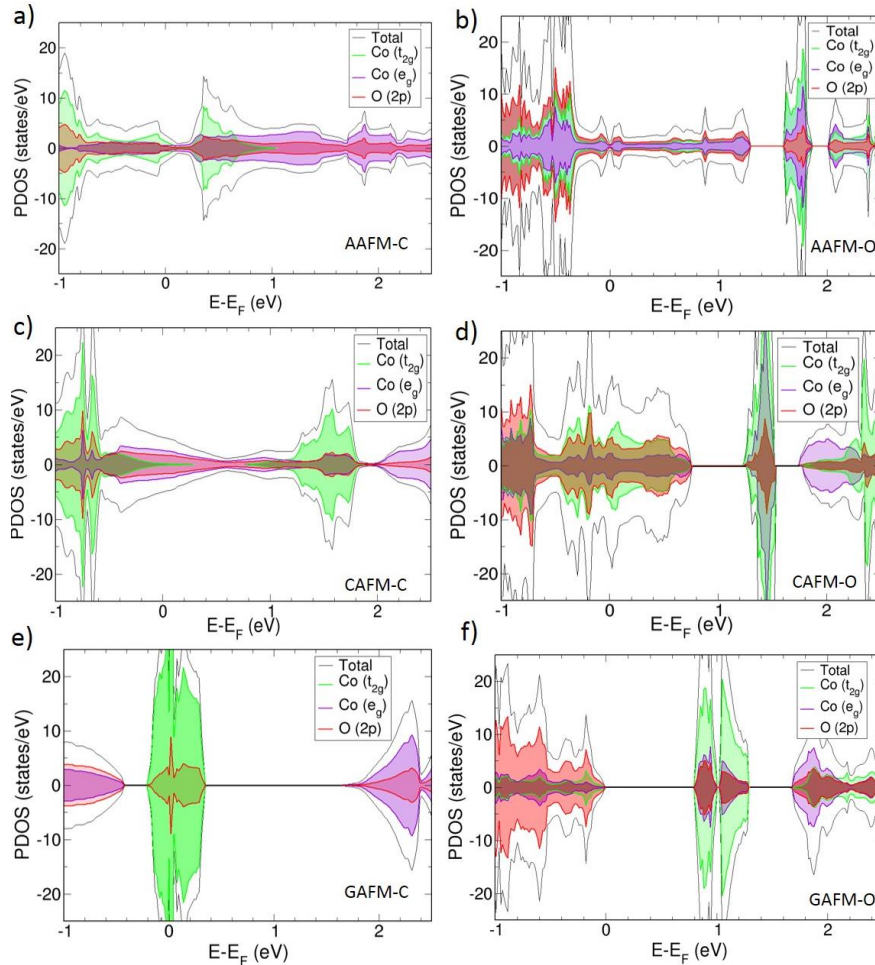 a)
PDOS (states/eV)
20
10
0
-10
-20
Total
Co (t2g)
Co (eg)
O (2p)
AAFM-C
-1 0 1 2
E-EF (eV)
b)
PDOS (states/eV)
20
10
0
-10
-20
Total
Co (t2g)
Co (eg)
O (2p)
AAFM-O
-1 0 1 2
E-EF (eV)
c)
PDOS (states/eV)
20
10
0
-10
-20
Total
Co (t2g)
Co (eg)
O (2p)
CAFM-C
-1 0 1 2
E-EF (eV)
d)
PDOS (states/eV)
20
10
0
-10
-20
Total
Co (t2g)
Co (eg)
O (2p)
CAFM-O
-1 0 1 2
E-EF (eV)
e)
PDOS (states/eV)
20
10
0
-10
-20
Total
Co (t2g)
Co (eg)
O (2p)
GAFM-C
-1 0 1 2
E-EF (eV)
f)
PDOS (states/eV)
20
10
0
-10
-20
Total
Co (t2g)
Co (eg)
O (2p)
GAFM-O
-1 0 1 2
E-EF (eV)